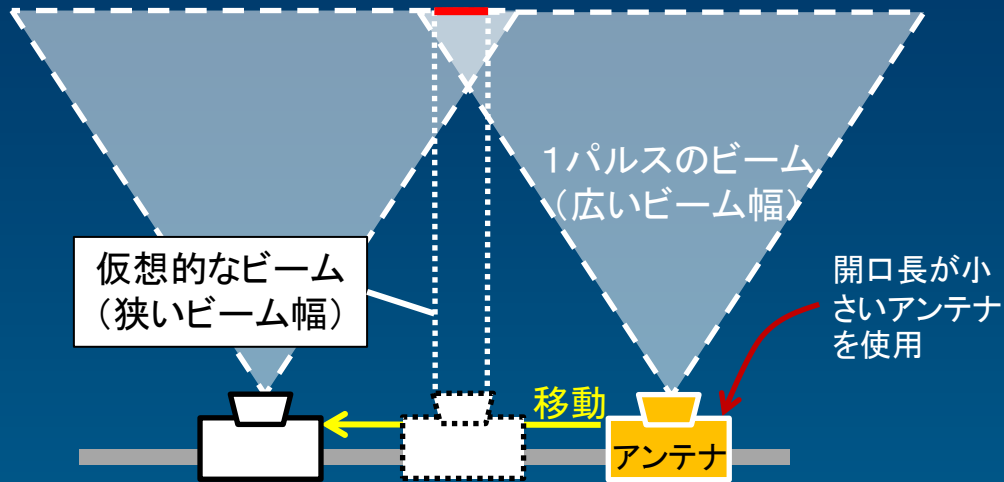 1パルスのビーム
（広いビーム幅）
仮想的なビーム
（狭いビーム幅）
開口長が小
さいアンテナ
を使用
移動
アンテナ